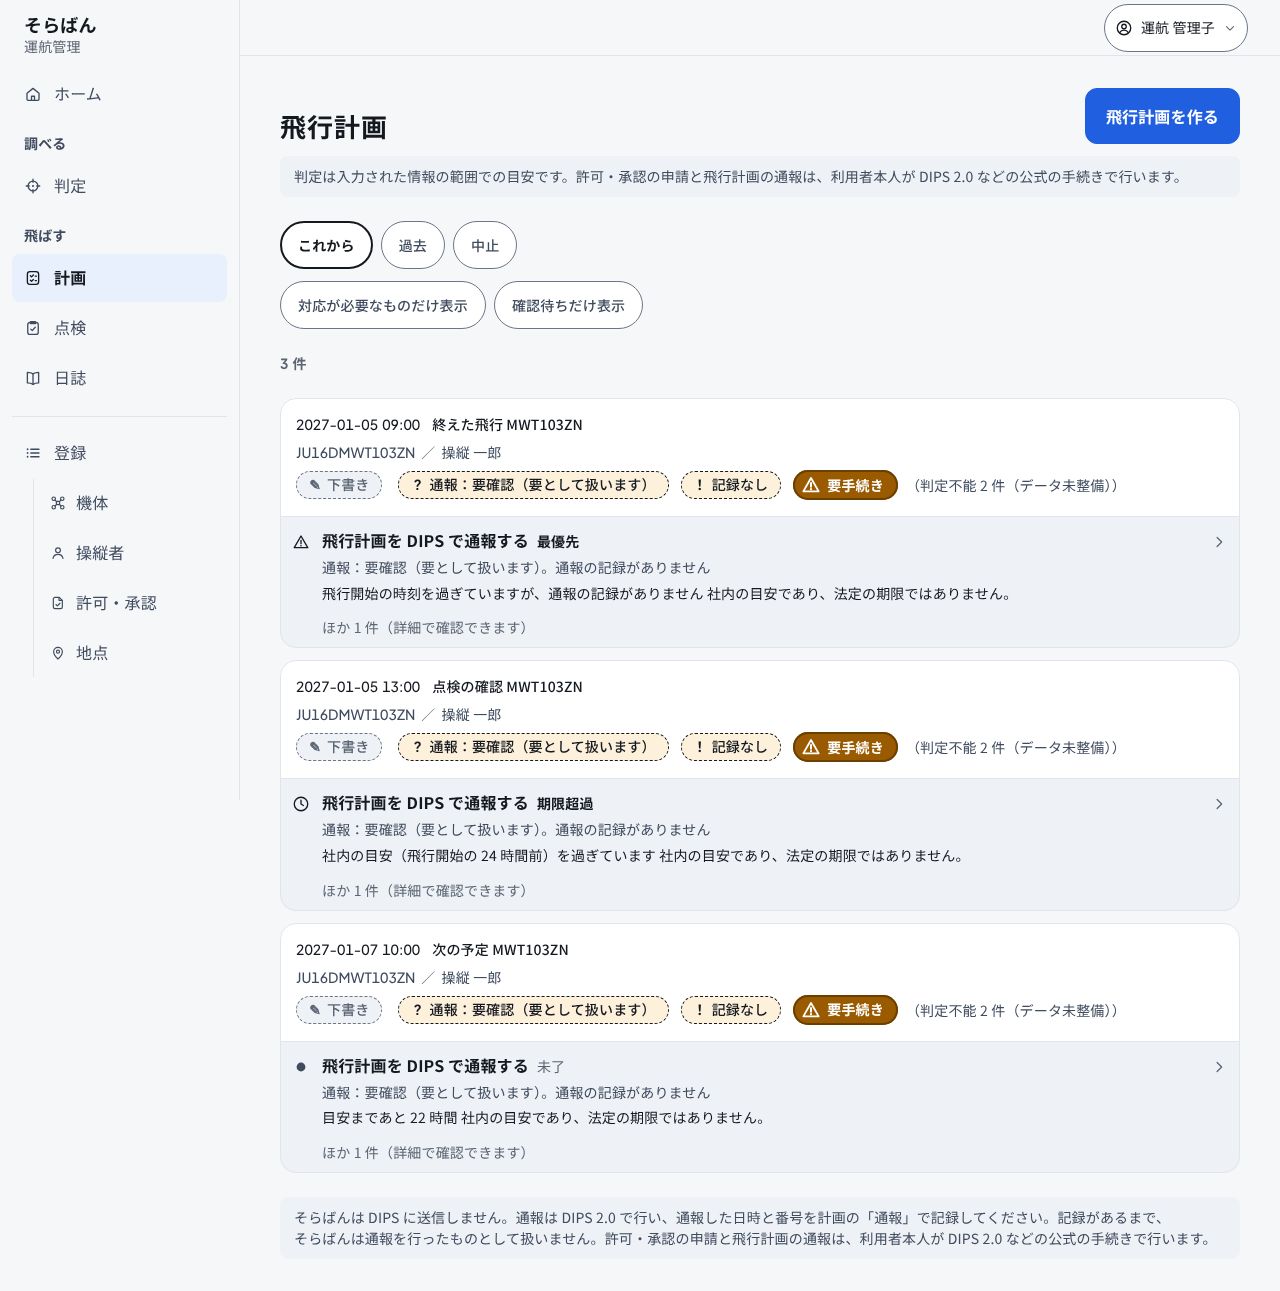 そらばん
運航管理
運航 管理子
ホーム
調べる
判定
飛ばす
計画
点検
日誌
登録
機体
操縦者
許可・承認
地点
飛行計画
飛行計画を作る
判定は入力された情報の範囲での目安です。許可・承認の申請と飛行計画の通報は、利用者本人が DIPS 2.0 などの公式の手続きで行います。
これから 過去 中止
対応が必要なものだけ表示 確認待ちだけ表示
3 件
2027-01-05 09:00 終えた飛行 MWT103ZN
JU16DMWT103ZN ／ 操縦 一郎
✎ 下書き ? 通報：要確認（要として扱います） ! 記録なし 要手続き （判定不能 2 件（データ未整備））
飛行計画を DIPS で通報する 最優先
通報：要確認（要として扱います）。通報の記録がありません
飛行開始の時刻を過ぎていますが、通報の記録がありません 社内の目安であり、法定の期限ではありません。
ほか 1 件（詳細で確認できます）
2027-01-05 13:00 点検の確認 MWT103ZN
JU16DMWT103ZN ／ 操縦 一郎
✎ 下書き ? 通報：要確認（要として扱います） ! 記録なし 要手続き （判定不能 2 件（データ未整備））
飛行計画を DIPS で通報する 期限超過
通報：要確認（要として扱います）。通報の記録がありません
社内の目安（飛行開始の 24 時間前）を過ぎています 社内の目安であり、法定の期限ではありません。
ほか 1 件（詳細で確認できます）
2027-01-07 10:00 次の予定 MWT103ZN
JU16DMWT103ZN ／ 操縦 一郎
✎ 下書き ? 通報：要確認（要として扱います） ! 記録なし 要手続き （判定不能 2 件（データ未整備））
飛行計画を DIPS で通報する 未了
通報：要確認（要として扱います）。通報の記録がありません
目安まであと 22 時間 社内の目安であり、法定の期限ではありません。
ほか 1 件（詳細で確認できます）
そらばんは DIPS に送信しません。通報は DIPS 2.0 で行い、通報した日時と番号を計画の「通報」で記録してください。記録があるまで、
そらばんは通報を行ったものとして扱いません。許可・承認の申請と飛行計画の通報は、利用者本人が DIPS 2.0 などの公式の手続きで行います。